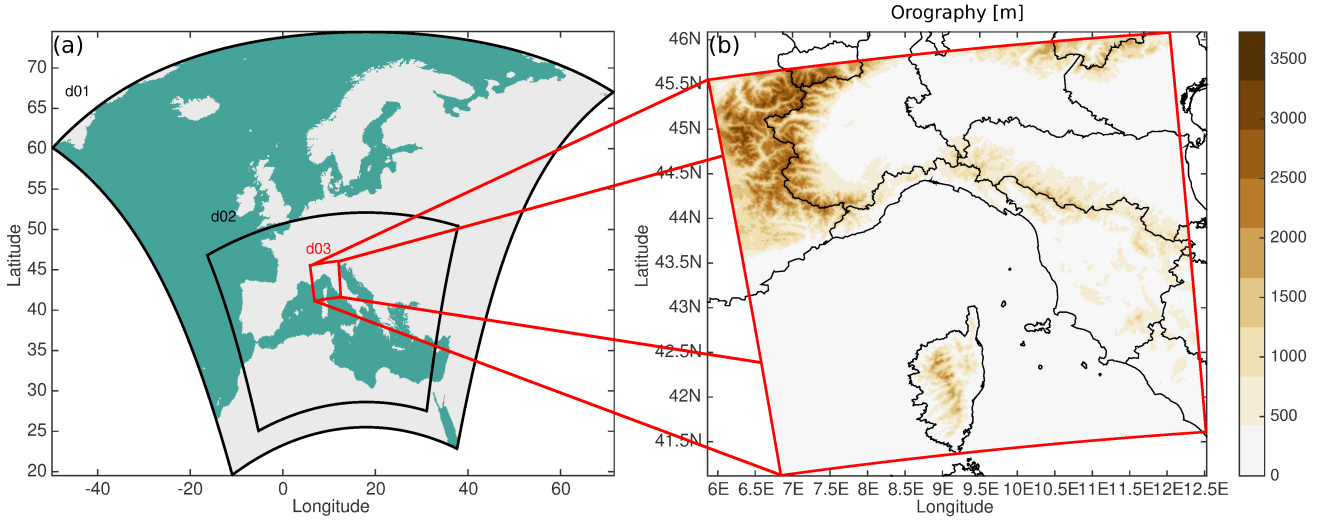 Orography [m]
(a)
(b)
d01
d02
d03
70
65
60
55
50
45
40
35
30
25
20
Latitude
-40
-20
0
20
40
60
Longitude
46N
45.5N
45N
44.5N
44N
43.5N
43N
42.5N
42N
41.5N
Latitude
6E
6.5E
7E
7.5E
8E
8.5E
9E
9.5E
10E
10.5E
11E
11.5E
12E
12.5E
Longitude
3500
3000
2500
2000
1500
1000
500
0